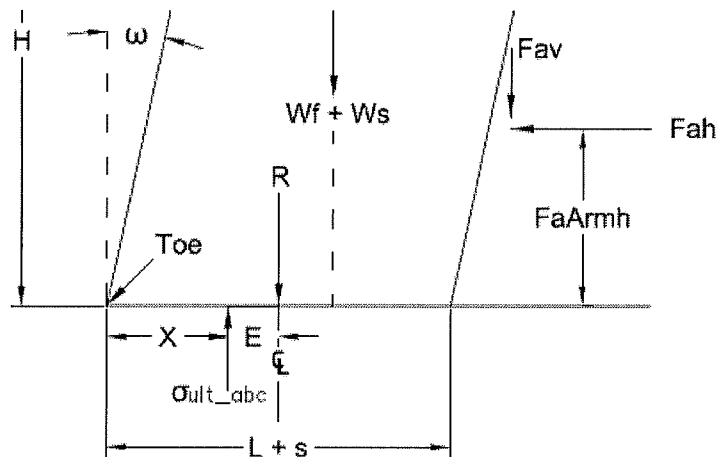 H
ω
Fav
Wf + Ws
Fah
R
FaArmh
Toe
X
E
℄
σult_abc
L + s